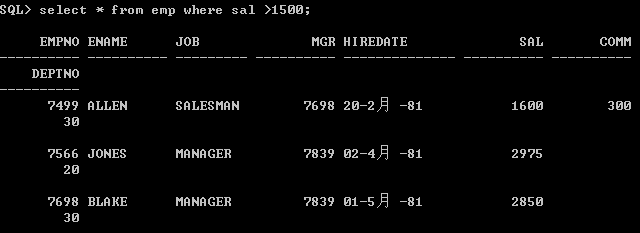 SQL> select * from emp where sal >1500;
EMPNO ENAME JOB MGR HIREDATE SAL COMM
---------- ---------- --------- ---------- -------------- ---------- ----------
DEPTNO
----------
7499 ALLEN SALESMAN 7698 20-2月 -81 1600 300
30
7566 JONES MANAGER 7839 02-4月 -81 2975
20
7698 BLAKE MANAGER 7839 01-5月 -81 2850
30